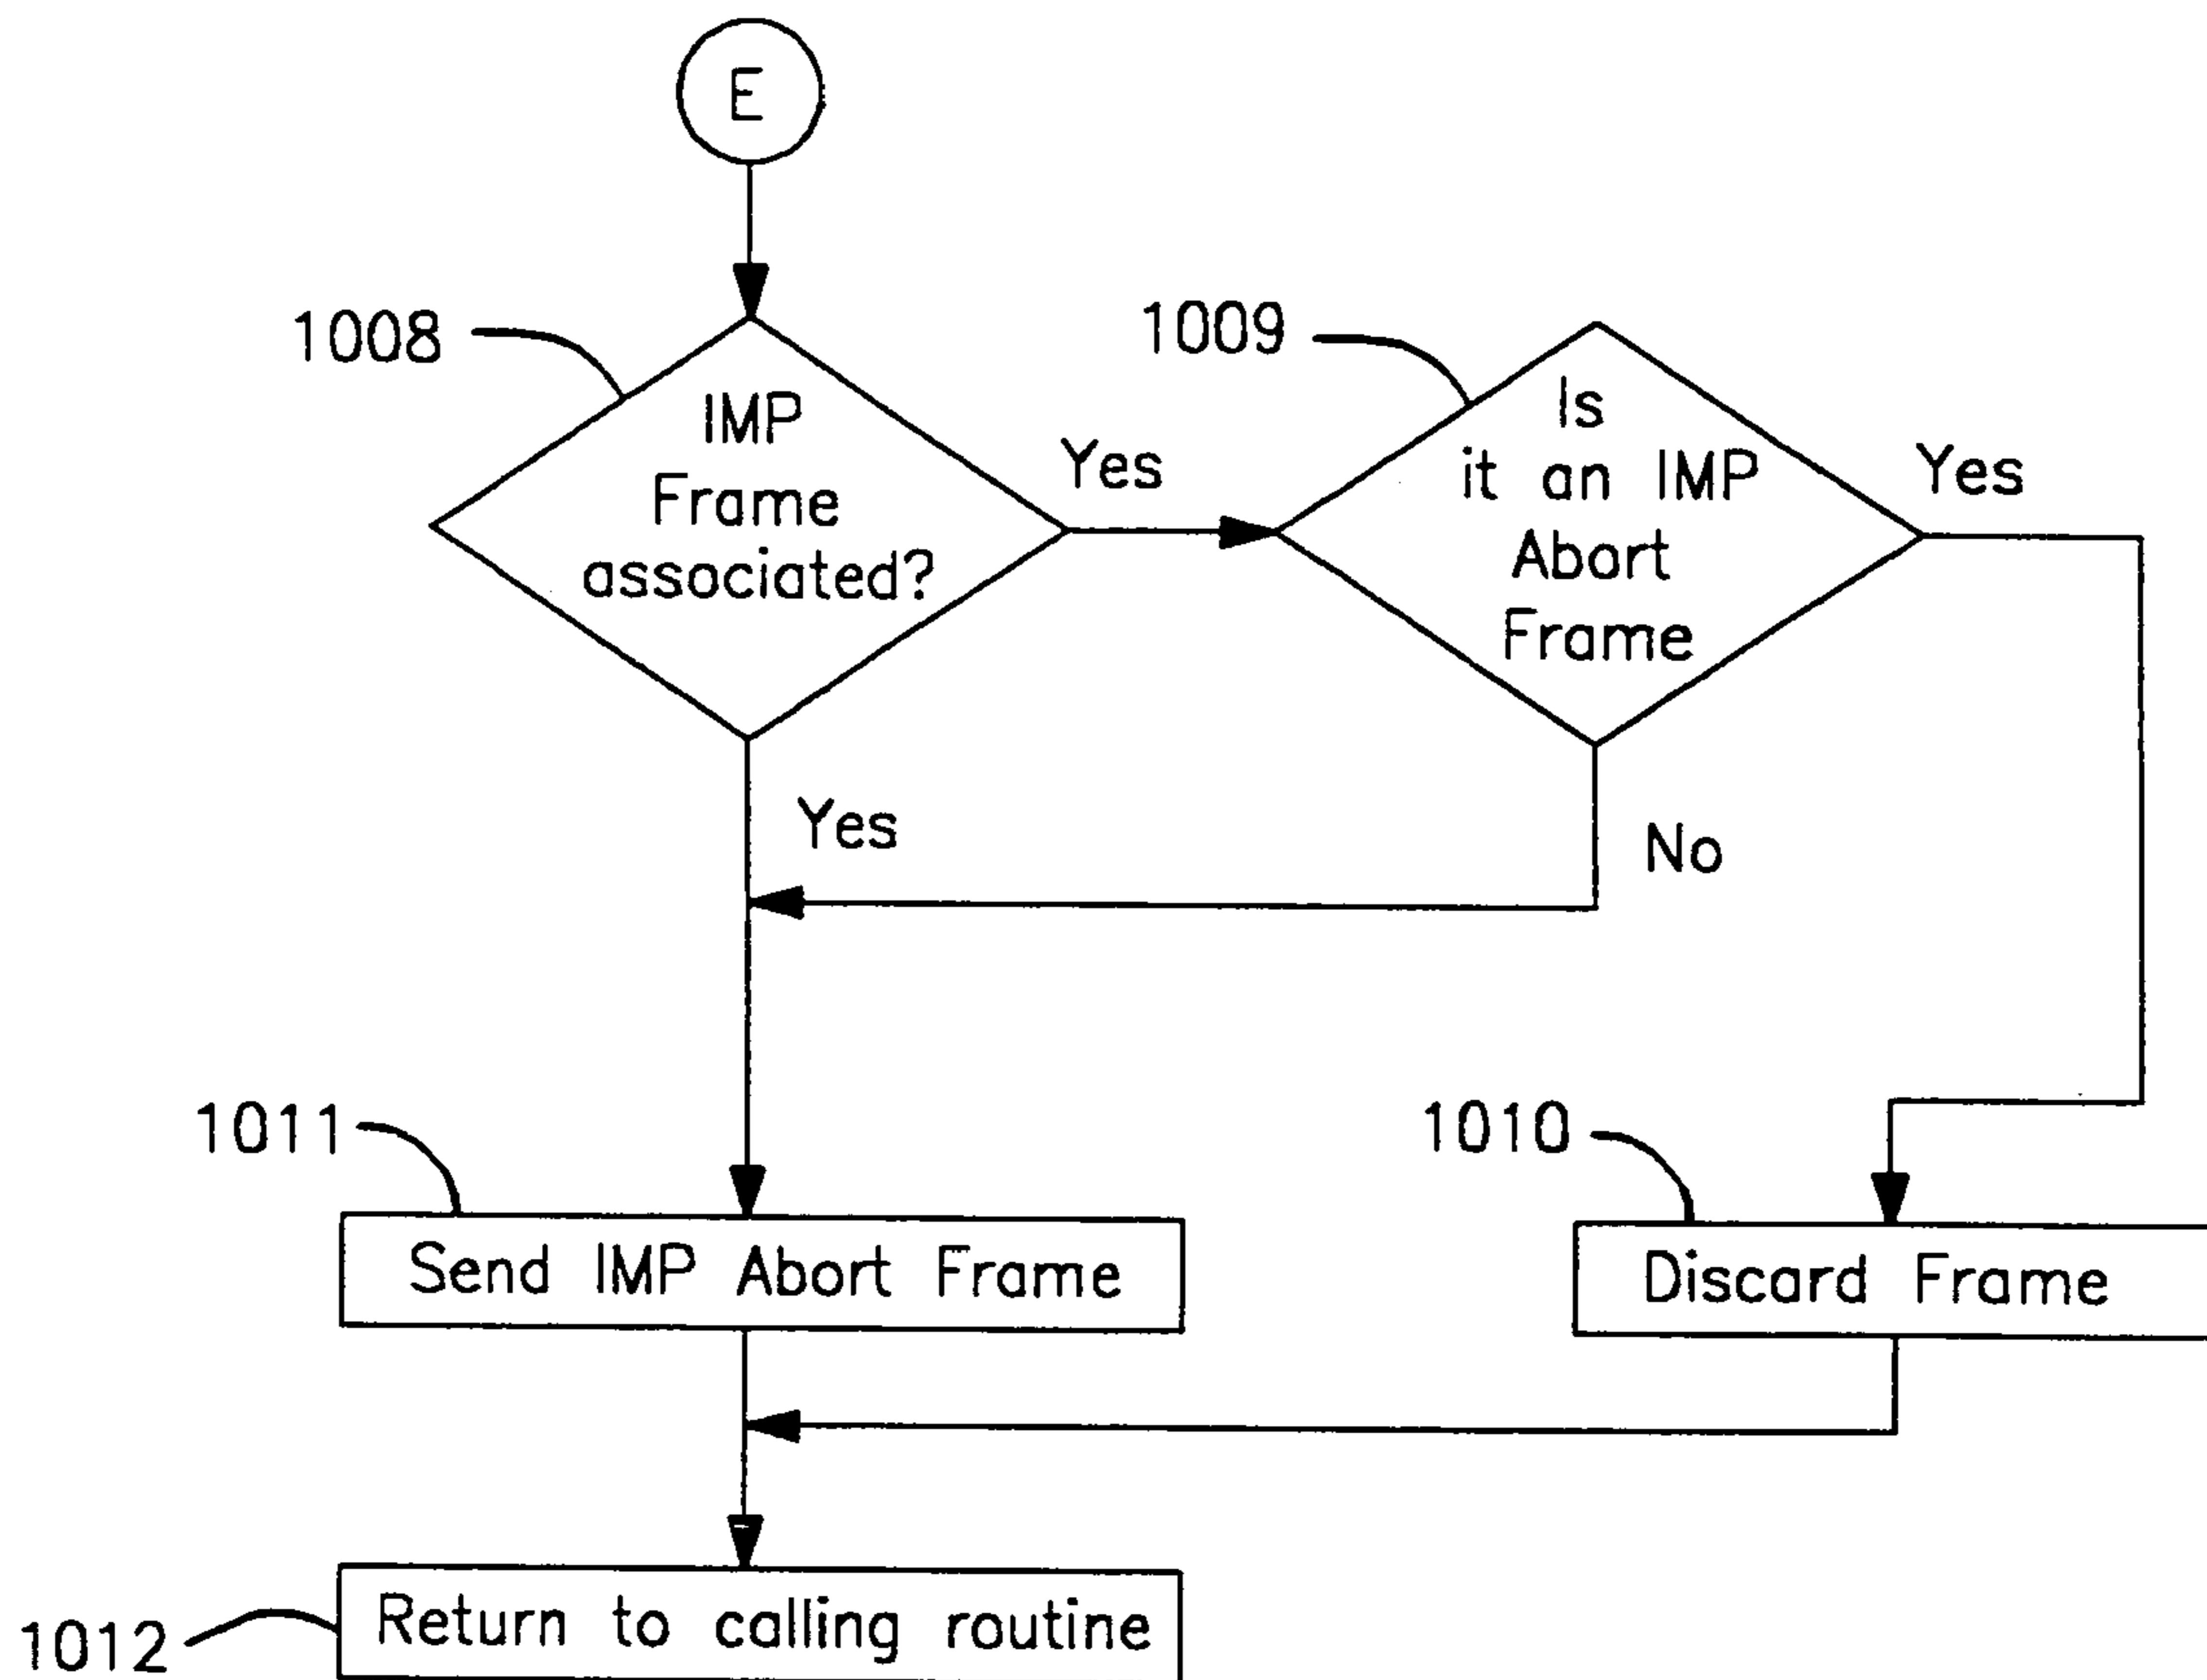 E
1008
IMP
Frame
associated?
Yes
1009
Is
it an IMP
Abort
Frame
Yes
Yes
No
1011
Send IMP Abort Frame
1010
Discard Frame
1012
Return to calling routine